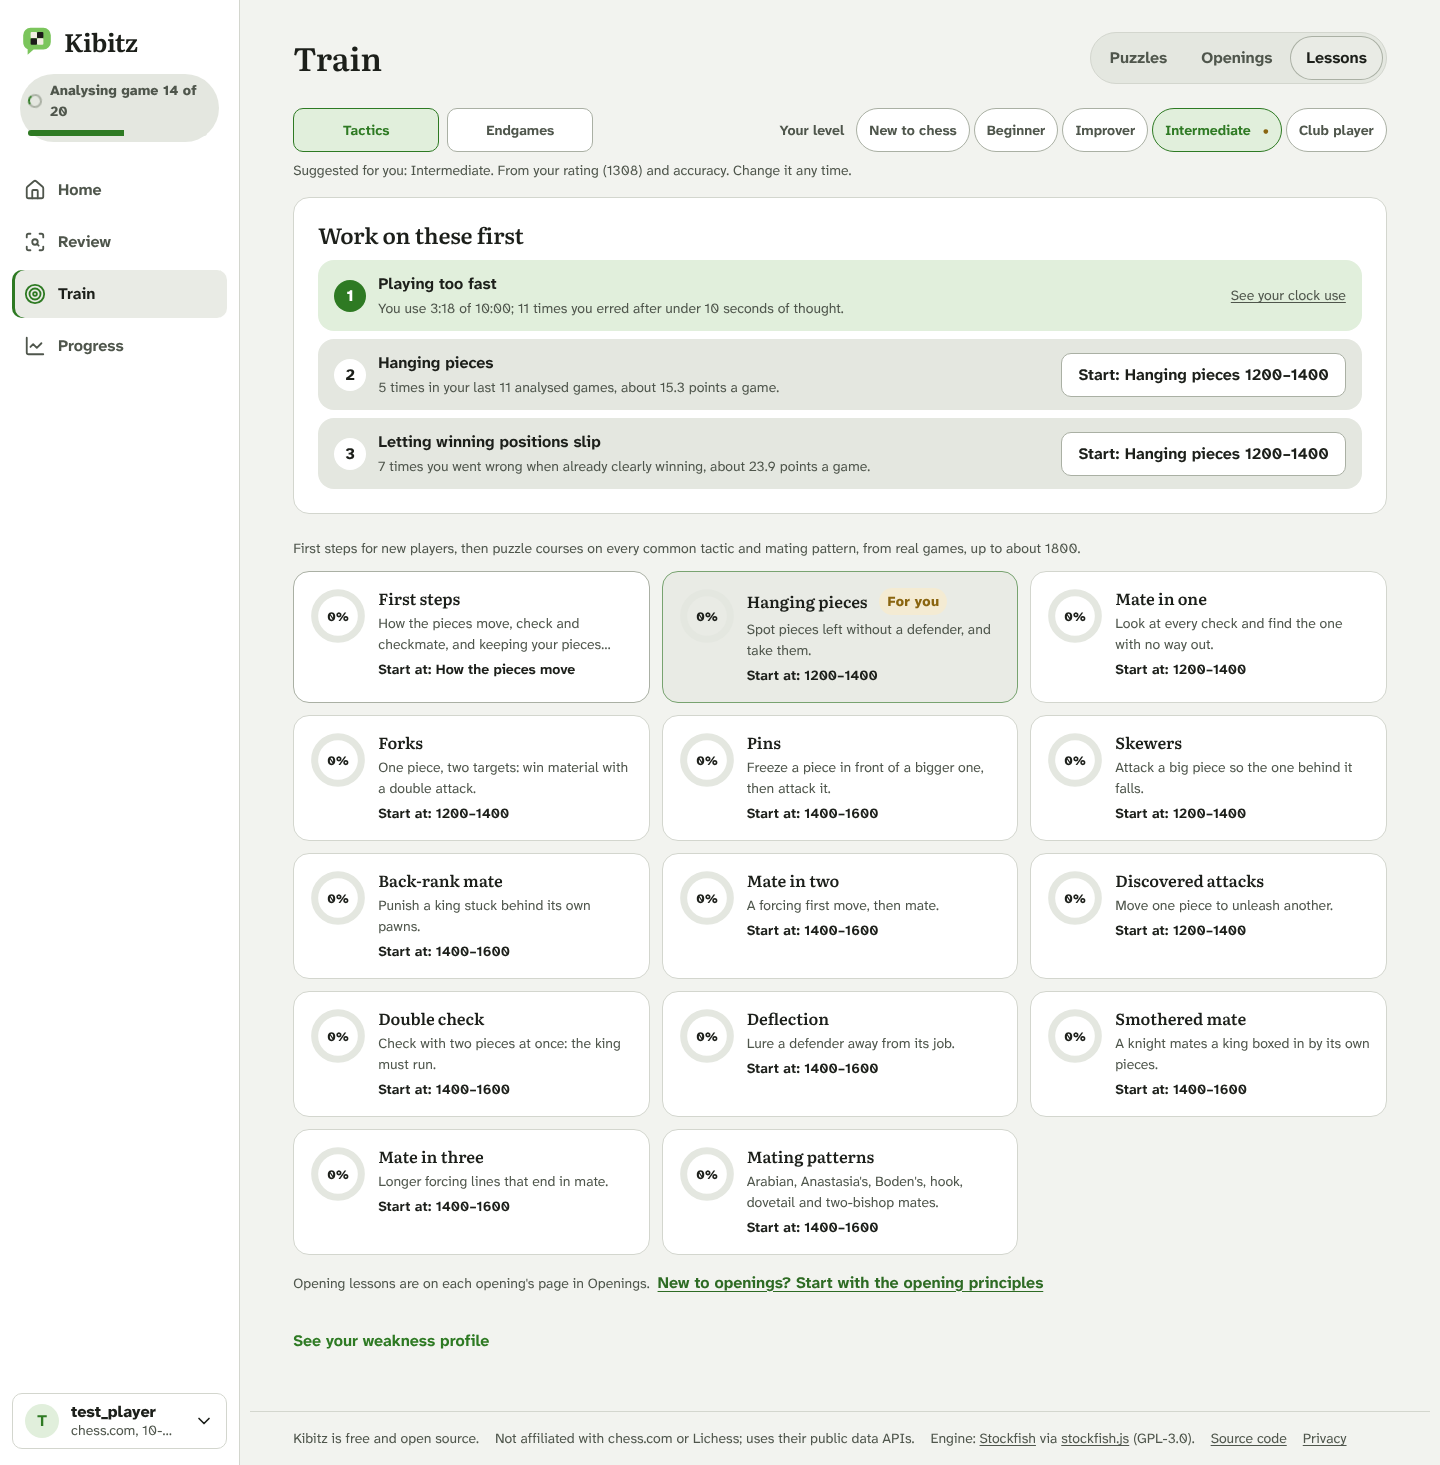 Kibitz
Analysing game 14 of
20
Home
Review
Train
Progress
test_player
T
chess.com, 10-...
Train
Puzzles
Openings
Lessons
Tactics
Endgames
Your level
New to chess
Beginner
Improver
Intermediate
Club player
Suggested for you: Intermediate. From your rating (1308) and accuracy. Change it any time.
Work on these first
1
Playing too fast
You use 3:18 of 10:00; 11 times you erred after under 10 seconds of thought.
See your clock use
2
Hanging pieces
5 times in your last 11 analysed games, about 15.3 points a game.
Start: Hanging pieces 1200–1400
3
Letting winning positions slip
7 times you went wrong when already clearly winning, about 23.9 points a game.
Start: Hanging pieces 1200–1400
First steps for new players, then puzzle courses on every common tactic and mating pattern, from real games, up to about 1800.
0%
First steps
How the pieces move, check and
checkmate, and keeping your pieces...
Start at: How the pieces move
0%
Hanging pieces For you
Spot pieces left without a defender, and
take them.
Start at: 1200–1400
0%
Mate in one
Look at every check and find the one
with no way out.
Start at: 1200–1400
0%
Forks
One piece, two targets: win material with
a double attack.
Start at: 1200–1400
0%
Pins
Freeze a piece in front of a bigger one,
then attack it.
Start at: 1400–1600
0%
Skewers
Attack a big piece so the one behind it
falls.
Start at: 1200–1400
0%
Back-rank mate
Punish a king stuck behind its own
pawns.
Start at: 1400–1600
0%
Mate in two
A forcing first move, then mate.
Start at: 1400–1600
0%
Discovered attacks
Move one piece to unleash another.
Start at: 1200–1400
0%
Double check
Check with two pieces at once: the king
must run.
Start at: 1400–1600
0%
Deflection
Lure a defender away from its job.
Start at: 1400–1600
0%
Smothered mate
A knight mates a king boxed in by its own
pieces.
Start at: 1400–1600
0%
Mate in three
Longer forcing lines that end in mate.
Start at: 1400–1600
0%
Mating patterns
Arabian, Anastasia's, Boden's, hook,
dovetail and two-bishop mates.
Start at: 1400–1600
Opening lessons are on each opening's page in Openings. New to openings? Start with the opening principles
See your weakness profile
Kibitz is free and open source. Not affiliated with chess.com or Lichess; uses their public data APIs. Engine: Stockfish via stockfish.js (GPL-3.0). Source code Privacy